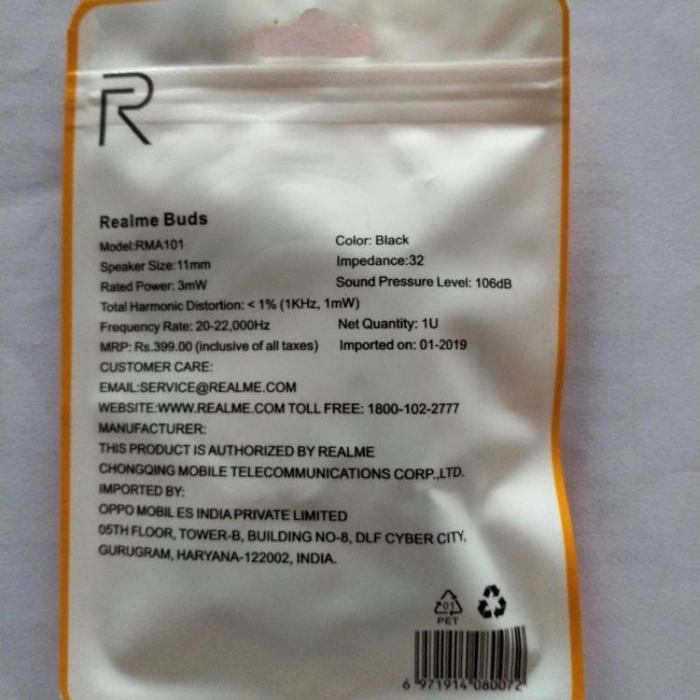 R
Realme Buds
Model:RMA101 Color: Black
Speaker Size:11mm Impedance:32
Rated Power: 3mW Sound Pressure Level: 106dB
Total Harmonic Distortion: < 1% (1KHz, 1mW)
Frequency Rate: 20-22,000Hz Net Quantity: 1U
MRP: Rs.399.00 (inclusive of all taxes) Imported on: 01-2019
CUSTOMER CARE:
EMAIL:SERVICE@REALME.COM
WEBSITE:WWW.REALME.COM TOLL FREE: 1800-102-2777
MANUFACTURER:
THIS PRODUCT IS AUTHORIZED BY REALME
CHONGQING MOBILE TELECOMMUNICATIONS CORP.,LTD.
IMPORTED BY:
OPPO MOBIL ES INDIA PRIVATE LIMITED
05TH FLOOR, TOWER-B, BUILDING NO-8, DLF CYBER CITY,
GURUGRAM, HARYANA-122002, INDIA.
01
PET
6 971914 080072